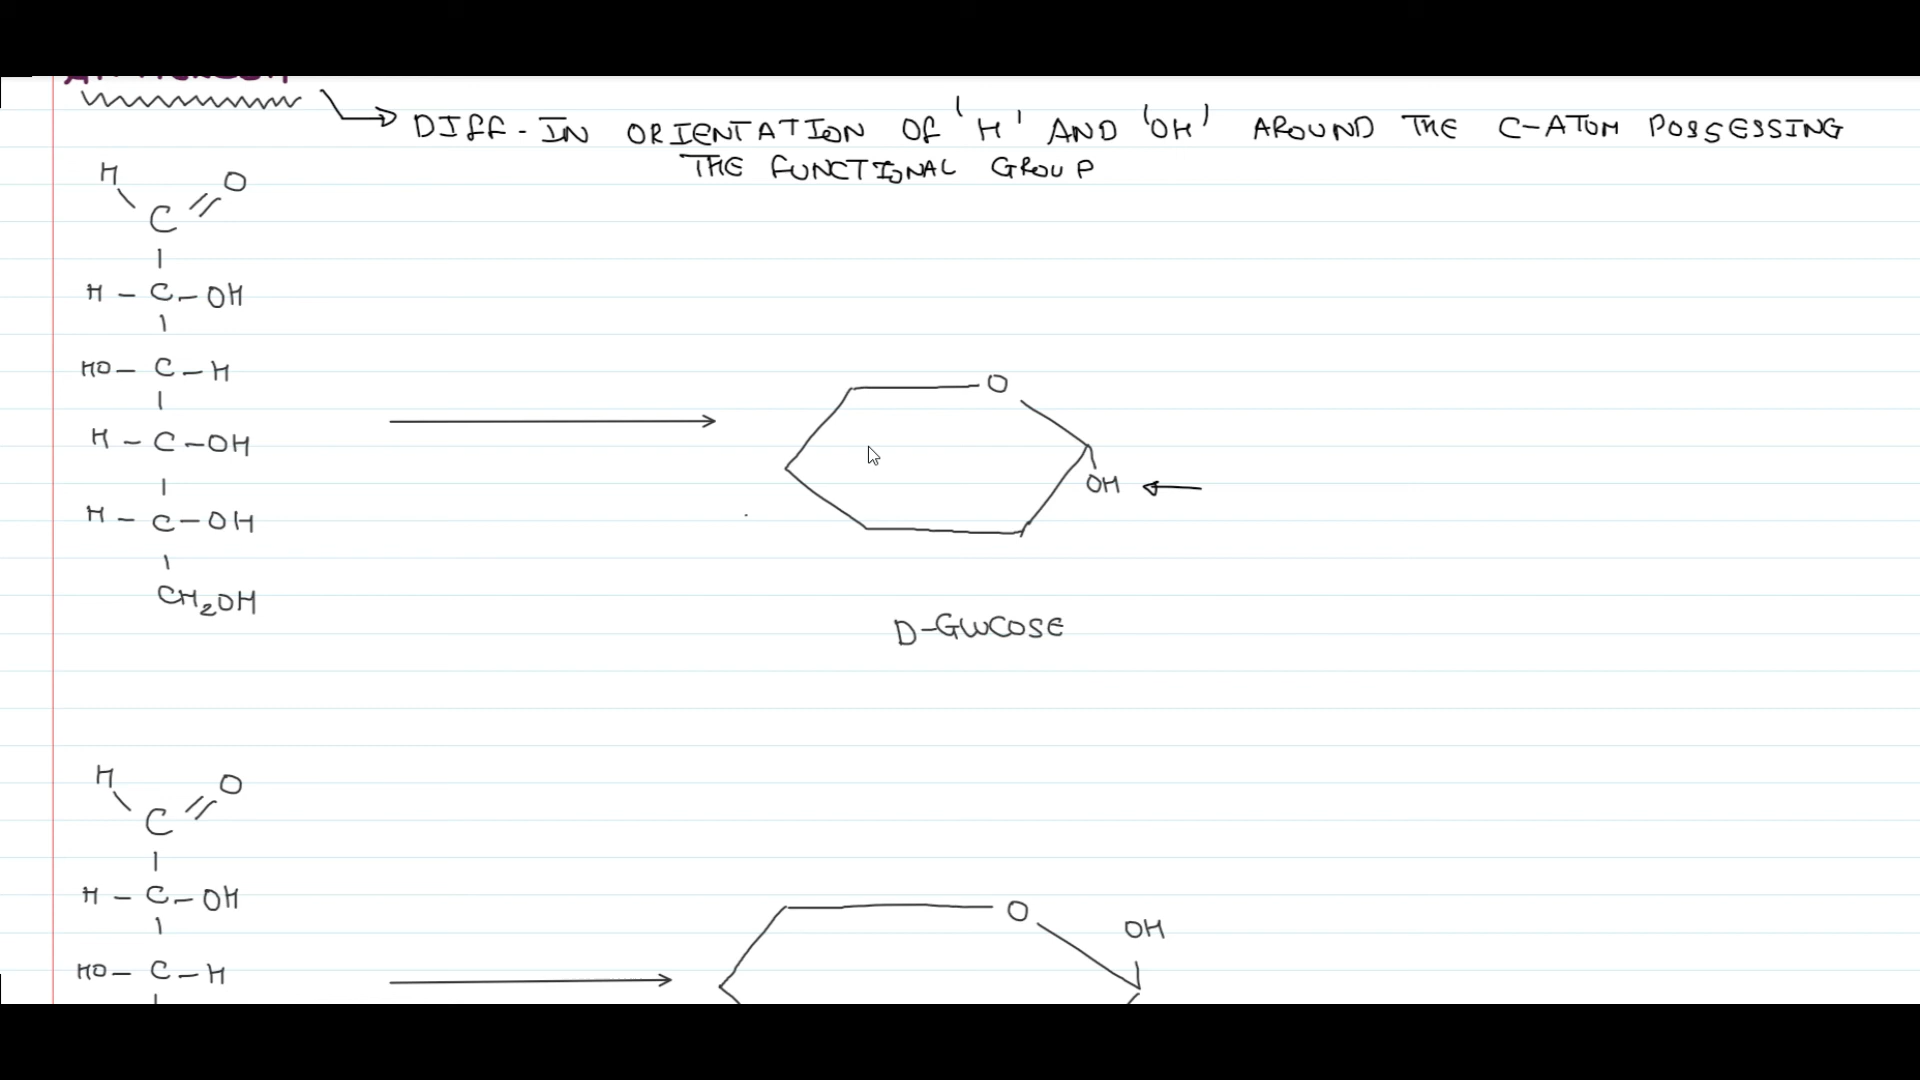 DIFF - IN ORIENTATION OF 'H' AND 'OH' AROUND THE C-ATOM POSSESSING
THE FUNCTIONAL GROUP
H O
C
H - C - OH
HO - C - H
H - C - OH
H - C - OH
CH2OH
O
OH
D-GLUCOSE
H O
C
H - C - OH
HO - C - H
O
OH